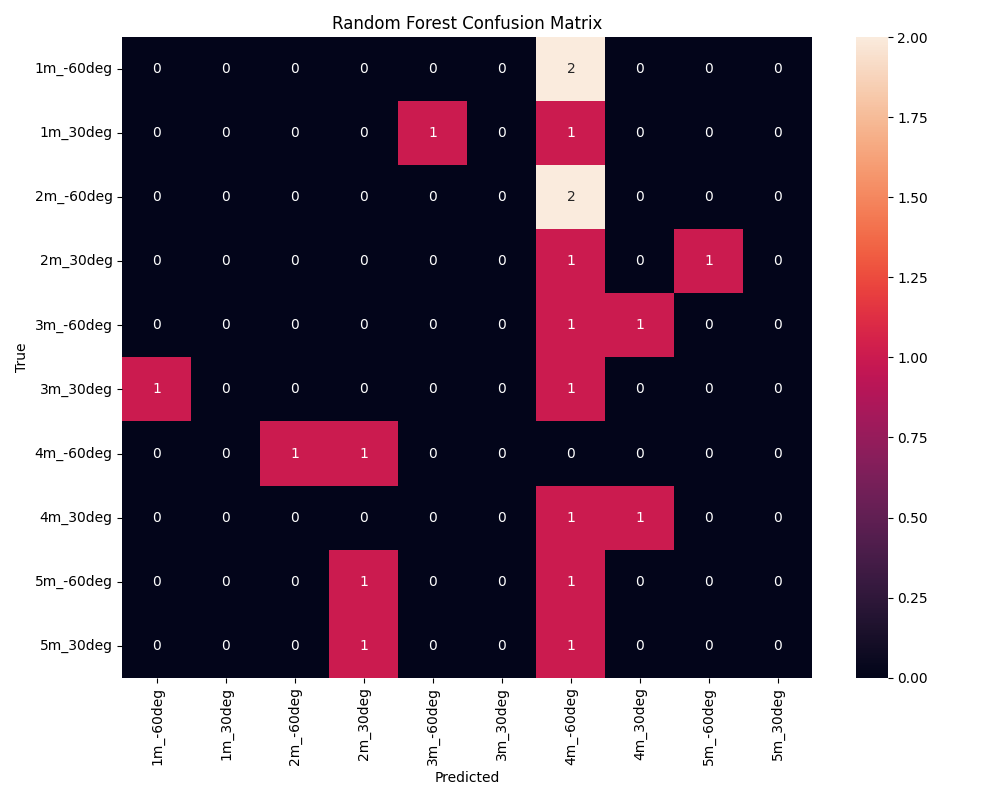 Random Forest Confusion Matrix
1m_-60deg 0 0 0 0 0 0 2 0 0 0
1m_30deg 0 0 0 0 1 0 1 0 0 0
2m_-60deg 0 0 0 0 0 0 2 0 0 0
2m_30deg 0 0 0 0 0 0 1 0 1 0
3m_-60deg 0 0 0 0 0 0 1 1 0 0
3m_30deg 1 0 0 0 0 0 1 0 0 0
4m_-60deg 0 0 1 1 0 0 0 0 0 0
4m_30deg 0 0 0 0 0 0 1 1 0 0
5m_-60deg 0 0 0 1 0 0 1 0 0 0
5m_30deg 0 0 0 1 0 0 1 0 0 0
True
1m_-60deg 1m_30deg 2m_-60deg 2m_30deg 3m_-60deg 3m_30deg 4m_-60deg 4m_30deg 5m_-60deg 5m_30deg
Predicted
2.00
1.75
1.50
1.25
1.00
0.75
0.50
0.25
0.00